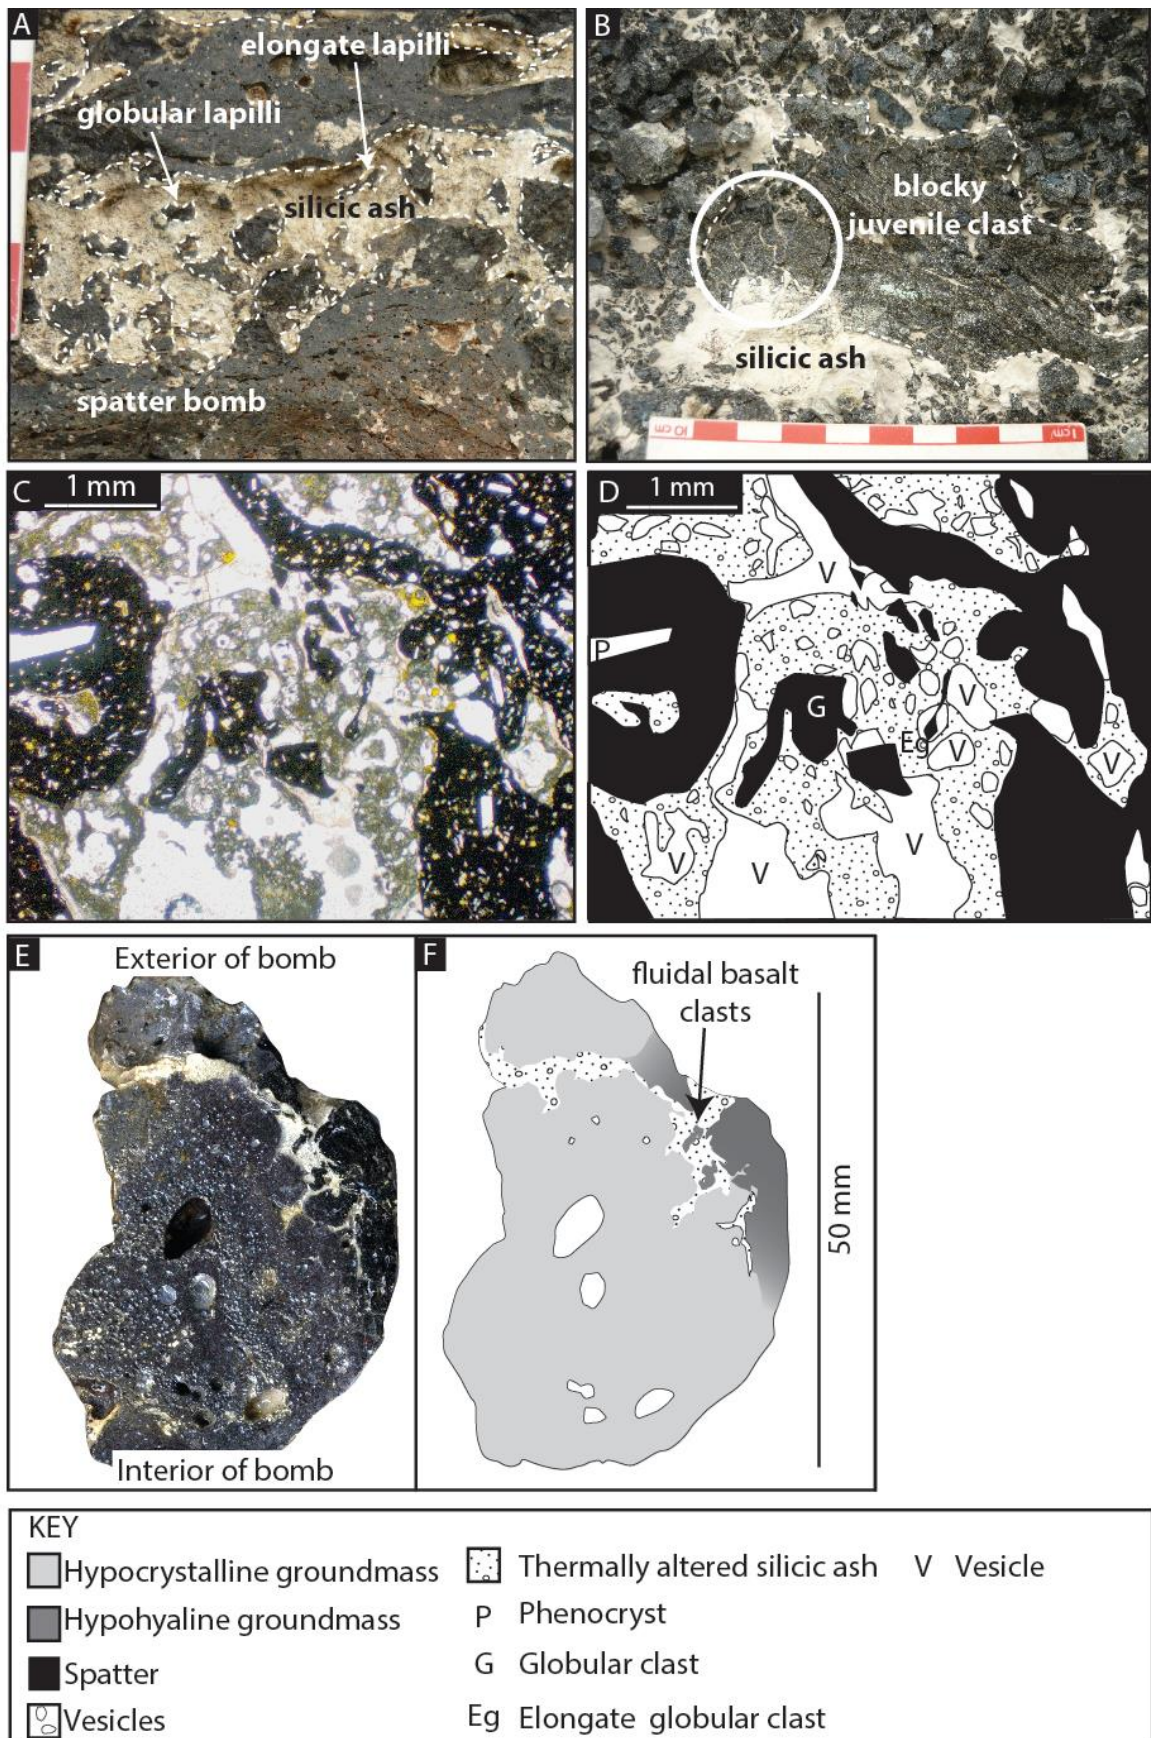 A
elongate lapilli
globular lapilli
silicic ash
spatter bomb
B
blocky
juvenile clast
silicic ash
10 cm
1 cm
C
1 mm
D
1 mm
V
P
G
V
Eg
V
V
V
V
V
E
Exterior of bomb
Interior of bomb
F
fluidal basalt
clasts
50 mm
KEY
Hypocrystalline groundmass
Hypohyaline groundmass
Spatter
Vesicles
Thermally altered silicic ash
P Phenocryst
G Globular clast
Eg Elongate globular clast
V Vesicle